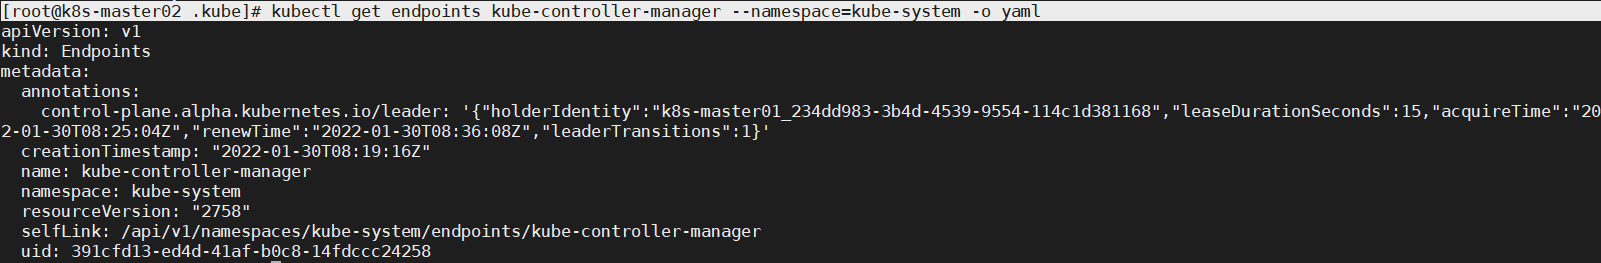 [root@k8s-master02 .kube]# kubectl get endpoints kube-controller-manager --namespace=kube-system -o yaml
apiVersion: v1
kind: Endpoints
metadata:
  annotations:
    control-plane.alpha.kubernetes.io/leader: '{"holderIdentity":"k8s-master01_234dd983-3b4d-4539-9554-114c1d381168","leaseDurationSeconds":15,"acquireTime":"20
2-01-30T08:25:04Z","renewTime":"2022-01-30T08:36:08Z","leaderTransitions":1}'
  creationTimestamp: "2022-01-30T08:19:16Z"
  name: kube-controller-manager
  namespace: kube-system
  resourceVersion: "2758"
  selfLink: /api/v1/namespaces/kube-system/endpoints/kube-controller-manager
  uid: 391cfd13-ed4d-41af-b0c8-14fdccc24258